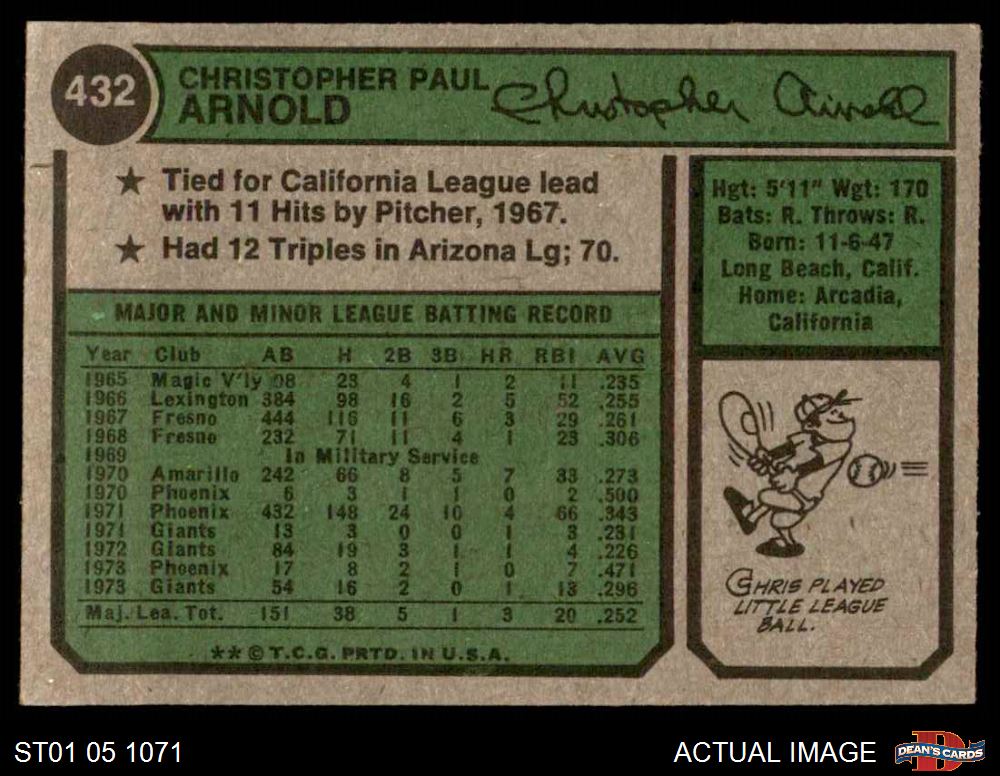 432
CHRISTOPHER PAUL
ARNOLD
Christopher Arnold
★ Tied for California League lead
with 11 Hits by Pitcher, 1967.
★ Had 12 Triples in Arizona Lg; 70.
Hgt: 5'11" Wgt: 170
Bats: R. Throws: R.
Born: 11-6-47
Long Beach, Calif.
Home: Arcadia,
California
MAJOR AND MINOR LEAGUE BATTING RECORD
Year Club AB H 2B 3B HR RBI AVG
1965 Magic V'ly 98 23 4 1 2 11 .235
1966 Lexington 384 98 16 2 5 52 .255
1967 Fresno 444 116 11 6 3 29 .261
1968 Fresno 232 71 11 4 1 23 .306
1969 In Military Service
1970 Amarillo 242 66 8 5 7 33 .273
1970 Phoenix 6 3 1 1 0 2 .500
1971 Phoenix 432 148 24 10 4 66 .343
1971 Giants 13 3 0 0 1 3 .231
1972 Giants 84 19 3 1 1 4 .226
1973 Phoenix 17 8 2 1 0 7 .471
1973 Giants 54 16 2 0 1 13 .296
Maj. Lea. Tot. 151 38 5 1 3 20 .252
** © T.C.G. PRTD. IN U.S.A.
CHRIS PLAYED
LITTLE LEAGUE
BALL.
ST01 05 1071
ACTUAL IMAGE
DEAN'S CARDS